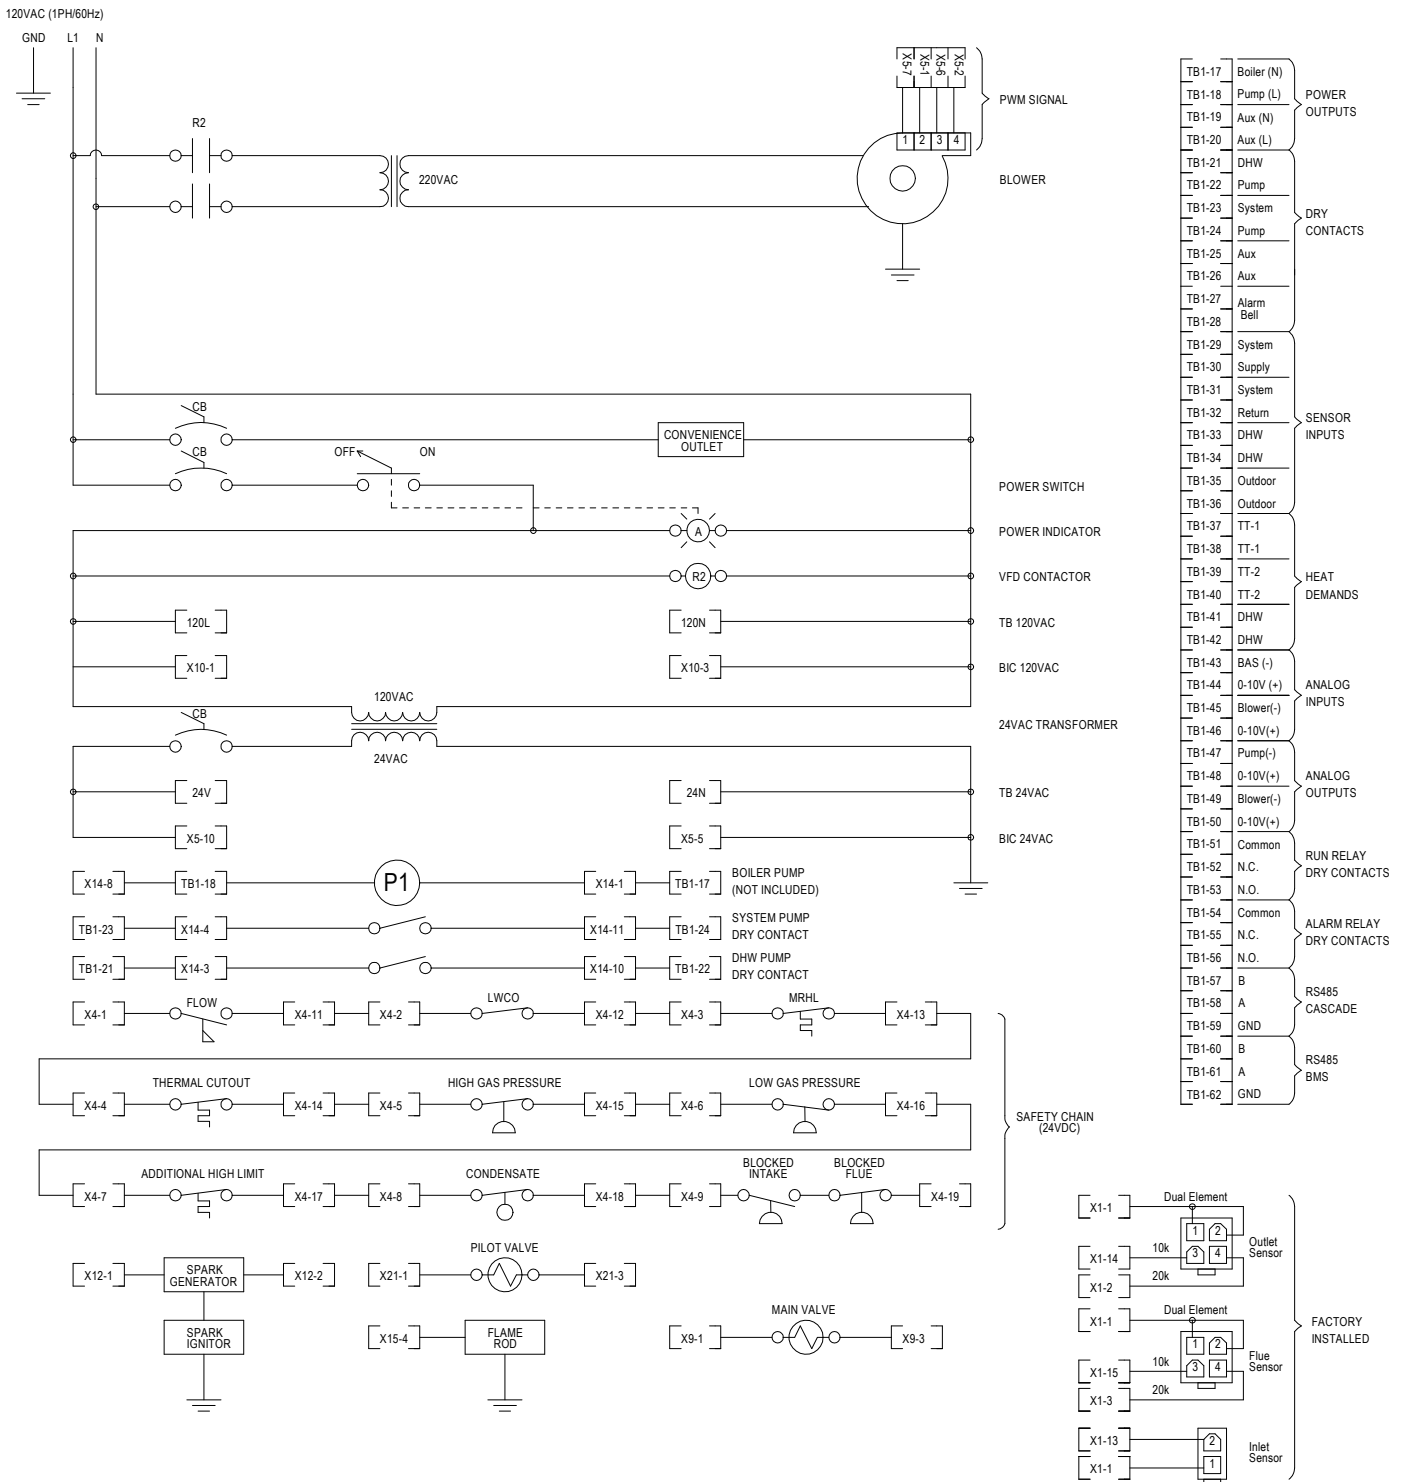 120VAC (1PH/60Hz)
GND L1 N
R2
220VAC
X5-7 X5-1 X5-6 X5-2
1 2 3 4
PWM SIGNAL
BLOWER
CB
CONVENIENCE
OUTLET
CB
OFF ON
POWER SWITCH
A
POWER INDICATOR
R2
VFD CONTACTOR
120L 120N TB 120VAC
X10-1 X10-3 BIC 120VAC
120VAC
CB
24VAC TRANSFORMER
24VAC
24V 24N TB 24VAC
X5-10 X5-5 BIC 24VAC
X14-8 TB1-18 P1 X14-1 TB1-17
BOILER PUMP
(NOT INCLUDED)
TB1-23 X14-4 X14-11 TB1-24
SYSTEM PUMP
DRY CONTACT
TB1-21 X14-3 X14-10 TB1-22
DHW PUMP
DRY CONTACT
FLOW LWCO MRHL
X4-1 X4-11 X4-2 X4-12 X4-3 X4-13
THERMAL CUTOUT HIGH GAS PRESSURE LOW GAS PRESSURE
X4-4 X4-14 X4-5 X4-15 X4-6 X4-16
SAFETY CHAIN
(24VDC)
ADDITIONAL HIGH LIMIT CONDENSATE
BLOCKED
INTAKE
BLOCKED
FLUE
X4-7 X4-17 X4-8 X4-18 X4-9 X4-19
PILOT VALVE
X12-1
SPARK
GENERATOR
X12-2 X21-1 X21-3
SPARK
IGNITOR
X15-4
FLAME
ROD
MAIN VALVE
X9-1 X9-3
TB1-17 Boiler (N)
TB1-18 Pump (L)
TB1-19 Aux (N)
TB1-20 Aux (L)
POWER
OUTPUTS
TB1-21 DHW
TB1-22 Pump
TB1-23 System
TB1-24 Pump
TB1-25 Aux
TB1-26 Aux
TB1-27 Alarm
TB1-28 Bell
DRY
CONTACTS
TB1-29 System
TB1-30 Supply
TB1-31 System
TB1-32 Return
TB1-33 DHW
TB1-34 DHW
TB1-35 Outdoor
TB1-36 Outdoor
SENSOR
INPUTS
TB1-37 TT-1
TB1-38 TT-1
TB1-39 TT-2
TB1-40 TT-2
TB1-41 DHW
TB1-42 DHW
HEAT
DEMANDS
TB1-43 BAS (-)
TB1-44 0-10V (+)
TB1-45 Blower(-)
TB1-46 0-10V(+)
ANALOG
INPUTS
TB1-47 Pump(-)
TB1-48 0-10V(+)
TB1-49 Blower(-)
TB1-50 0-10V(+)
ANALOG
OUTPUTS
TB1-51 Common
TB1-52 N.C.
TB1-53 N.O.
RUN RELAY
DRY CONTACTS
TB1-54 Common
TB1-55 N.C.
TB1-56 N.O.
ALARM RELAY
DRY CONTACTS
TB1-57 B
TB1-58 A
TB1-59 GND
RS485
CASCADE
TB1-60 B
TB1-61 A
TB1-62 GND
RS485
BMS
X1-1 Dual Element
1 2
X1-14 10k 3 4
X1-2 20k
Outlet
Sensor
X1-1 Dual Element
1 2
X1-15 10k 3 4
X1-3 20k
Flue
Sensor
X1-13 2
X1-1 1
Inlet
Sensor
FACTORY
INSTALLED